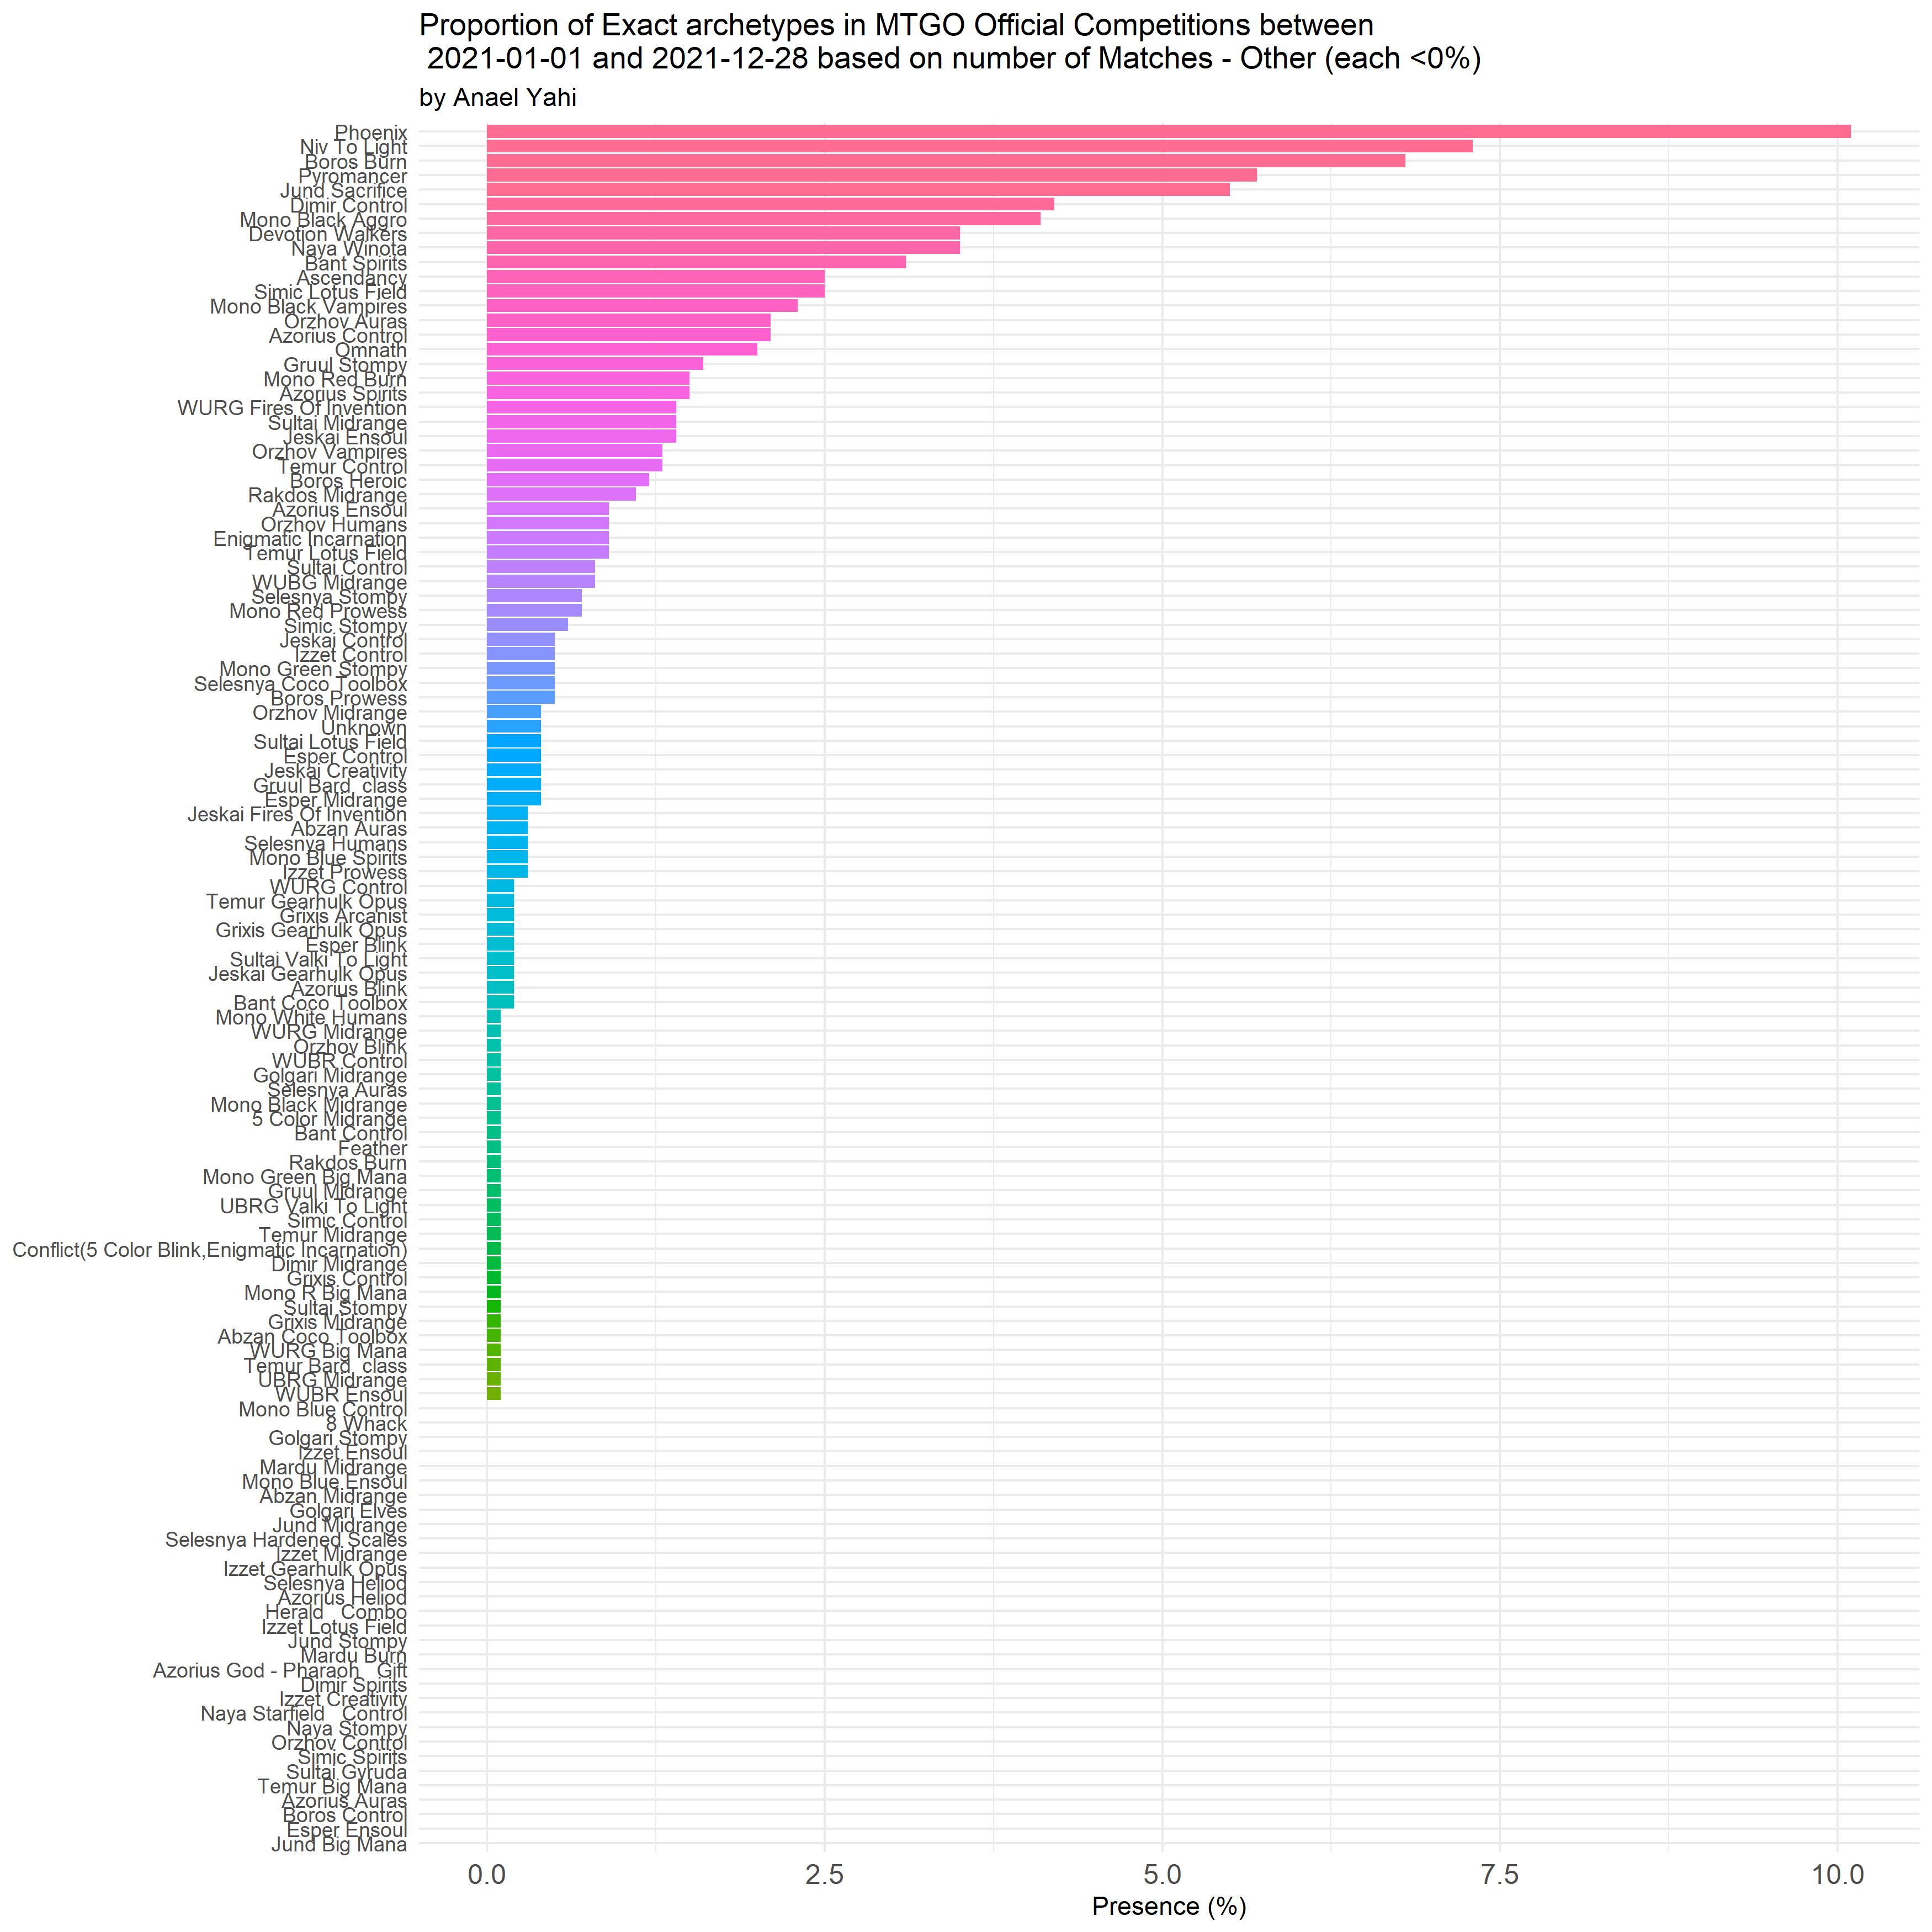 Proportion of Exact archetypes in MTGO Official Competitions between
2021-01-01 and 2021-12-28 based on number of Matches - Other (each <0%)
by Anael Yahi
Phoenix
Niv To Light
Boros Burn
Pyromancer
Jund Sacrifice
Dimir Control
Mono Black Aggro
Devotion Walkers
Naya Winota
Bant Spirits
Ascendancy
Simic Lotus Field
Mono Black Vampires
Orzhov Auras
Azorius Control
Omnath
Gruul Stompy
Mono Red Burn
Azorius Spirits
WURG Fires Of Invention
Sultai Midrange
Jeskai Ensoul
Orzhov Vampires
Temur Control
Boros Heroic
Rakdos Midrange
Azorius Ensoul
Orzhov Humans
Enigmatic Incarnation
Temur Lotus Field
Sultai Control
WUBG Midrange
Selesnya Stompy
Mono Red Prowess
Simic Stompy
Jeskai Control
Izzet Control
Mono Green Stompy
Selesnya Coco Toolbox
Boros Prowess
Orzhov Midrange
Unknown
Sultai Lotus Field
Esper Control
Jeskai Creativity
Gruul Bard  class
Esper Midrange
Jeskai Fires Of Invention
Abzan Auras
Selesnya Humans
Mono Blue Spirits
Izzet Prowess
WURG Control
Temur Gearhulk Opus
Grixis Arcanist
Grixis Gearhulk Opus
Esper Blink
Sultai Valki To Light
Jeskai Gearhulk Opus
Azorius Blink
Bant Coco Toolbox
Mono White Humans
WURG Midrange
Orzhov Blink
WUBR Control
Golgari Midrange
Selesnya Auras
Mono Black Midrange
5 Color Midrange
Bant Control
Feather
Rakdos Burn
Mono Green Big Mana
Gruul Midrange
UBRG Valki To Light
Simic Control
Temur Midrange
Conflict(5 Color Blink,Enigmatic Incarnation)
Dimir Midrange
Grixis Control
Mono R Big Mana
Sultai Stompy
Grixis Midrange
Abzan Coco Toolbox
WURG Big Mana
Temur Bard  class
UBRG Midrange
WUBR Ensoul
Mono Blue Control
8 Whack
Golgari Stompy
Izzet Ensoul
Mardu Midrange
Mono Blue Ensoul
Abzan Midrange
Golgari Elves
Jund Midrange
Selesnya Hardened Scales
Izzet Midrange
Izzet Gearhulk Opus
Selesnya Heliod
Azorius Heliod
Herald   Combo
Izzet Lotus Field
Jund Stompy
Mardu Burn
Azorius God - Pharaoh   Gift
Dimir Spirits
Izzet Creativity
Naya Starfield   Control
Naya Stompy
Orzhov Control
Simic Spirits
Sultai Gyruda
Temur Big Mana
Azorius Auras
Boros Control
Esper Ensoul
Jund Big Mana
0.0 2.5 5.0 7.5 10.0
Presence (%)